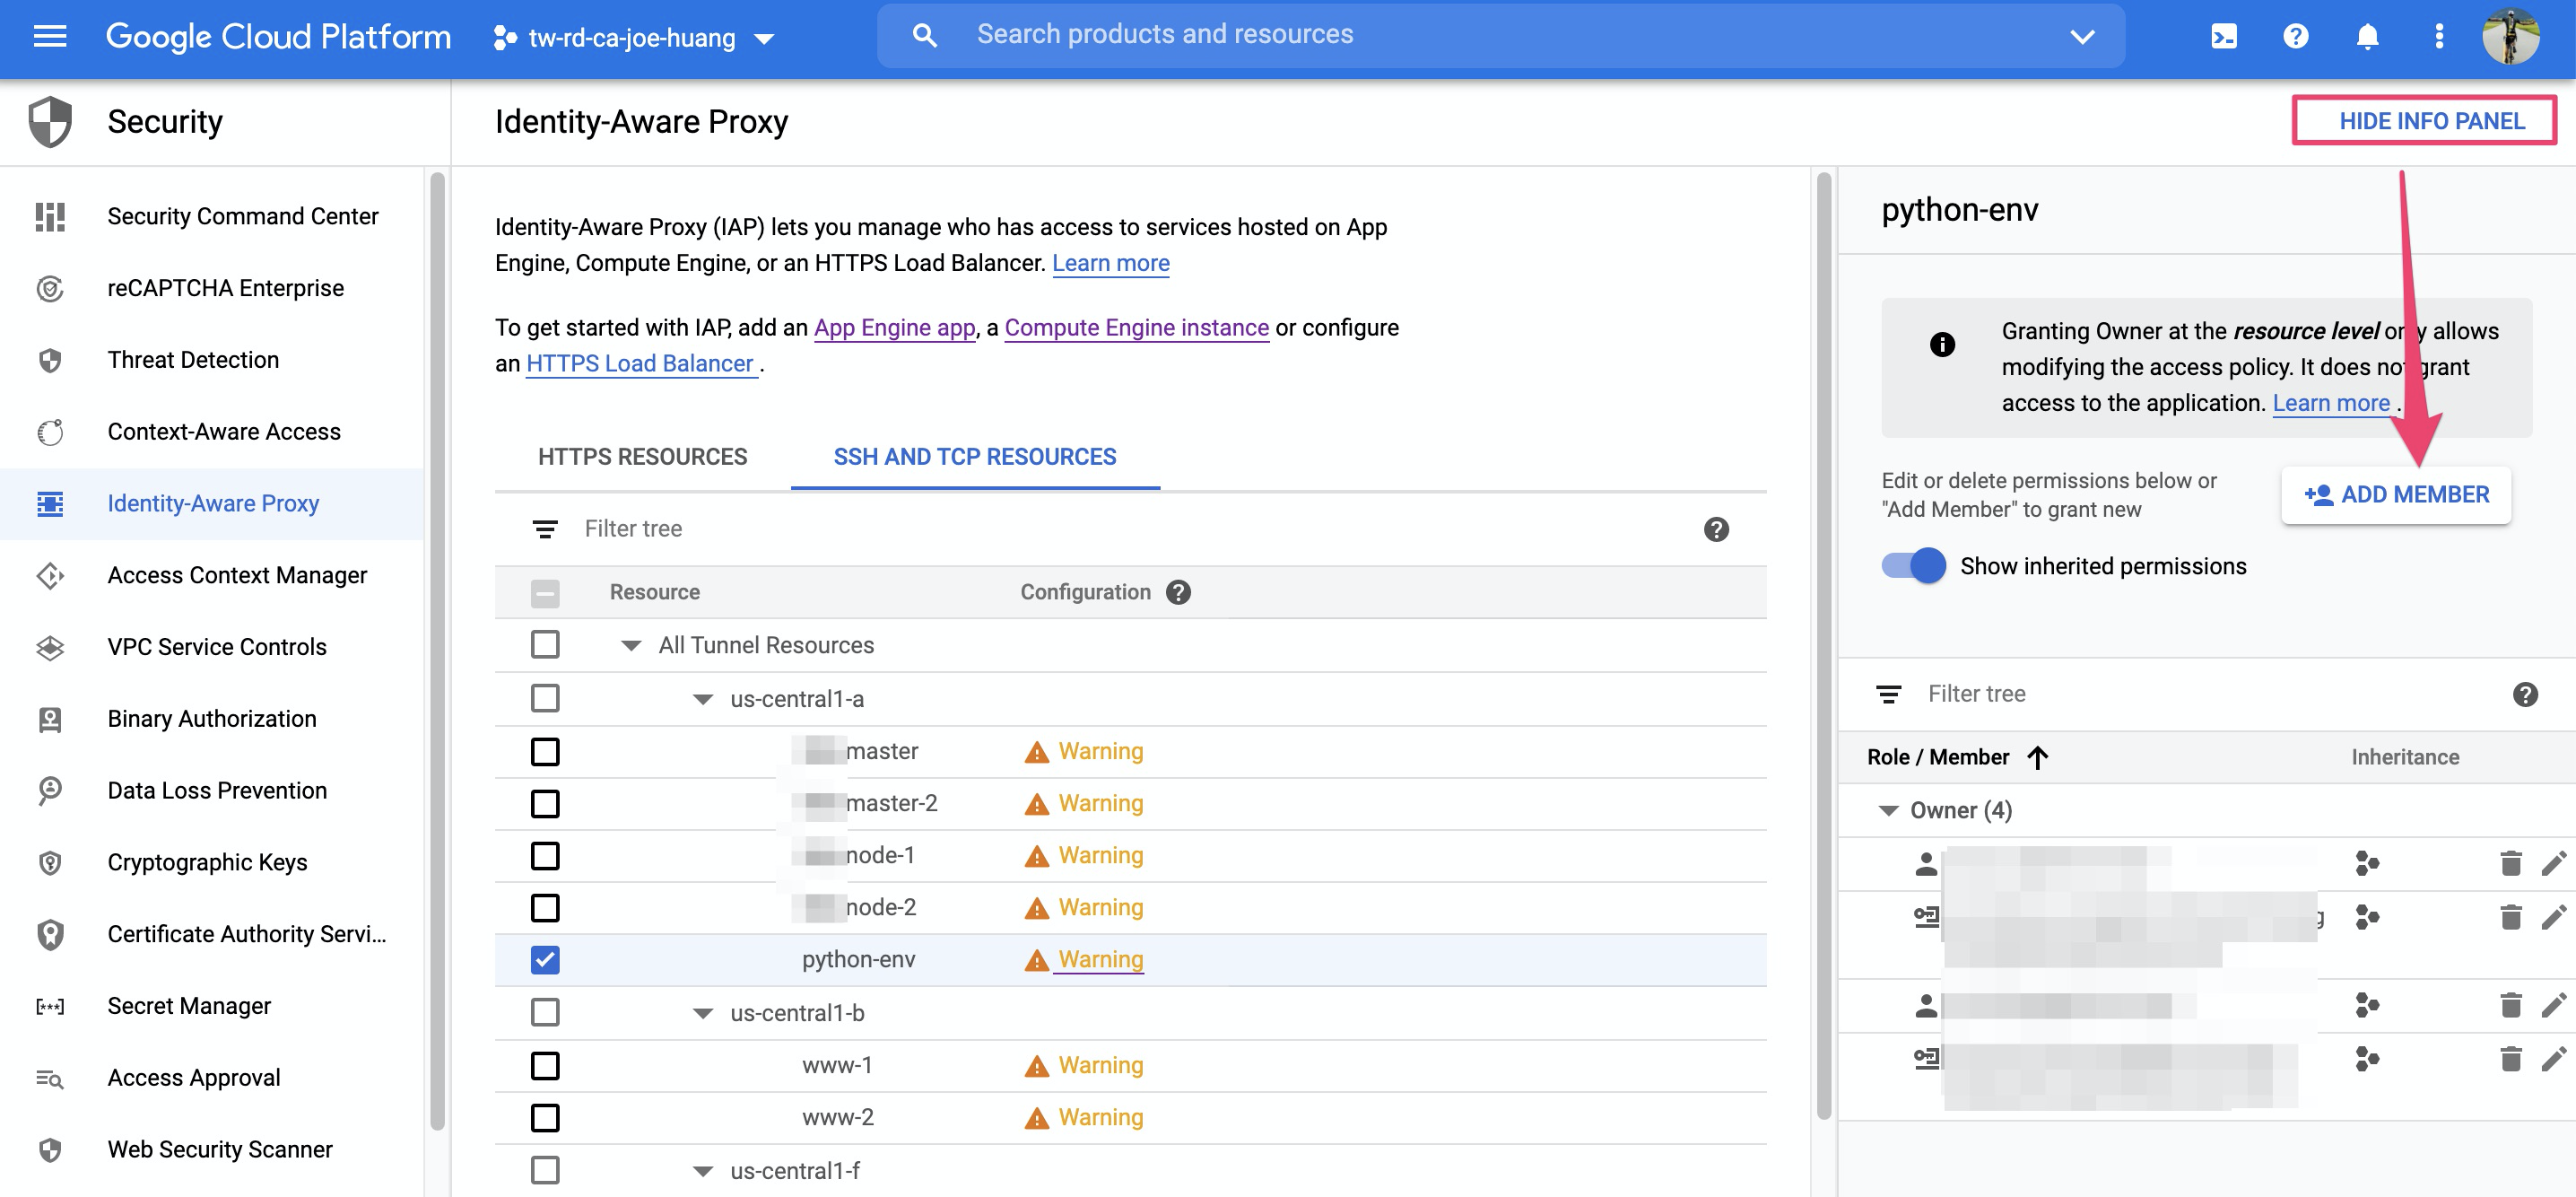 Google Cloud Platform
tw-rd-ca-joe-huang
Search products and resources
Security
Identity-Aware Proxy
HIDE INFO PANEL
Security Command Center
reCAPTCHA Enterprise
Threat Detection
Context-Aware Access
Identity-Aware Proxy
Access Context Manager
VPC Service Controls
Binary Authorization
Data Loss Prevention
Cryptographic Keys
Certificate Authority Servi...
Secret Manager
Access Approval
Web Security Scanner
Identity-Aware Proxy (IAP) lets you manage who has access to services hosted on App
Engine, Compute Engine, or an HTTPS Load Balancer. Learn more
To get started with IAP, add an App Engine app, a Compute Engine instance or configure
an HTTPS Load Balancer .
HTTPS RESOURCES
SSH AND TCP RESOURCES
Filter tree
Resource Configuration
All Tunnel Resources
us-central1-a
master Warning
master-2 Warning
node-1 Warning
node-2 Warning
python-env Warning
us-central1-b
www-1 Warning
www-2 Warning
us-central1-f
python-env
Granting Owner at the resource level only allows
modifying the access policy. It does not grant
access to the application. Learn more .
Edit or delete permissions below or
"Add Member" to grant new
ADD MEMBER
Show inherited permissions
Filter tree
Role / Member Inheritance
Owner (4)